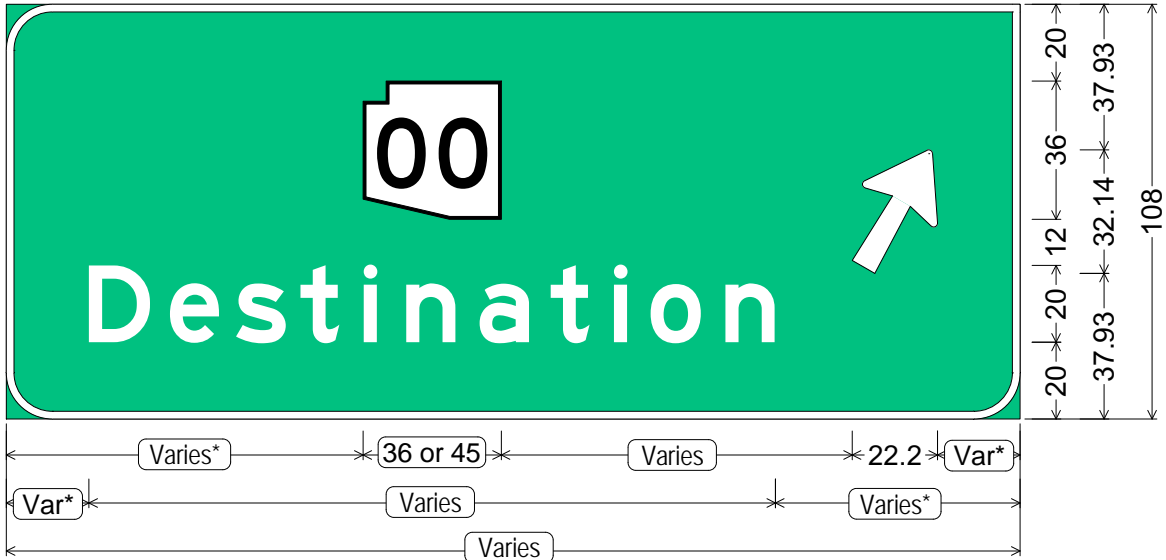 00
Destination
20
36
12
20
20
37.93
32.14
37.93
108
Varies*
36 or 45
Varies
22.2
Var*
Var*
Varies
Varies*
Varies